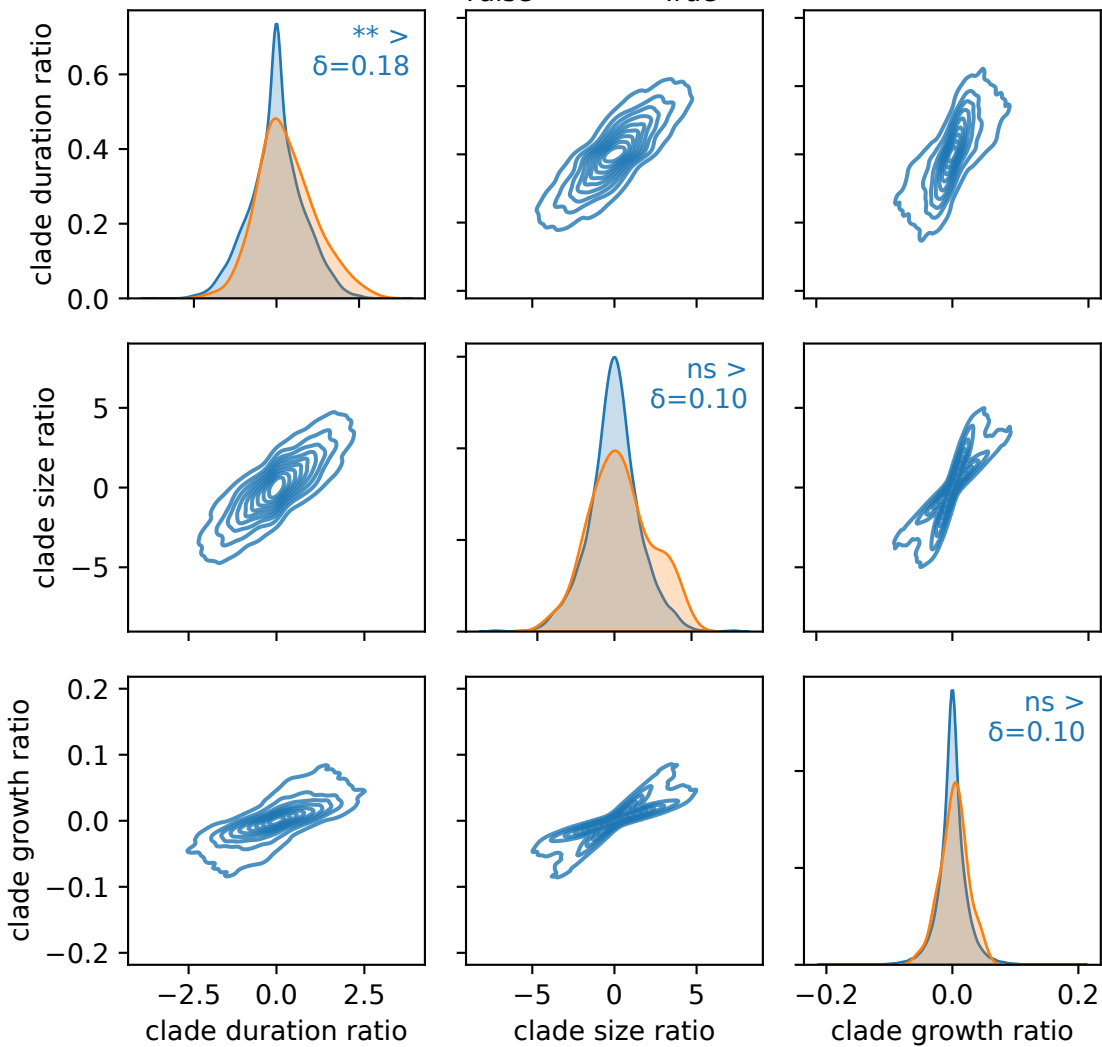 clade duration ratio
0.6
0.4
0.2
0.0
** >
δ=0.18
clade size ratio
5
0
−5
ns >
δ=0.10
clade growth ratio
0.2
0.1
0.0
−0.1
−0.2
ns >
δ=0.10
−2.5 0.0 2.5
−5 0 5
−0.2 0.0 0.2
clade duration ratio
clade size ratio
clade growth ratio